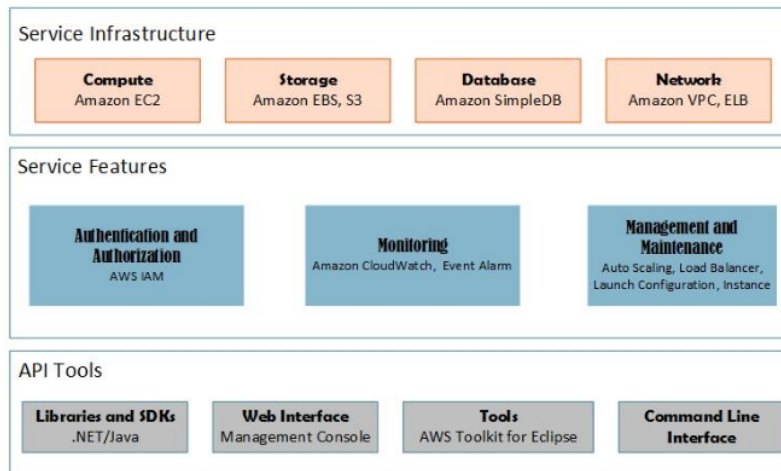 Service Infrastructure
Compute
Amazon EC2
Storage
Amazon EBS, S3
Database
Amazon SimpleDB
Network
Amazon VPC, ELB
Service Features
Authentication and
Authorization
AWS IAM
Monitoring
Amazon CloudWatch, Event Alarm
Management and
Maintenance
Auto Scaling, Load Balancer,
Launch Configuration, Instance
API Tools
Libraries and SDKs
.NET/Java
Web Interface
Management Console
Tools
AWS Toolkit for Eclipse
Command Line
Interface